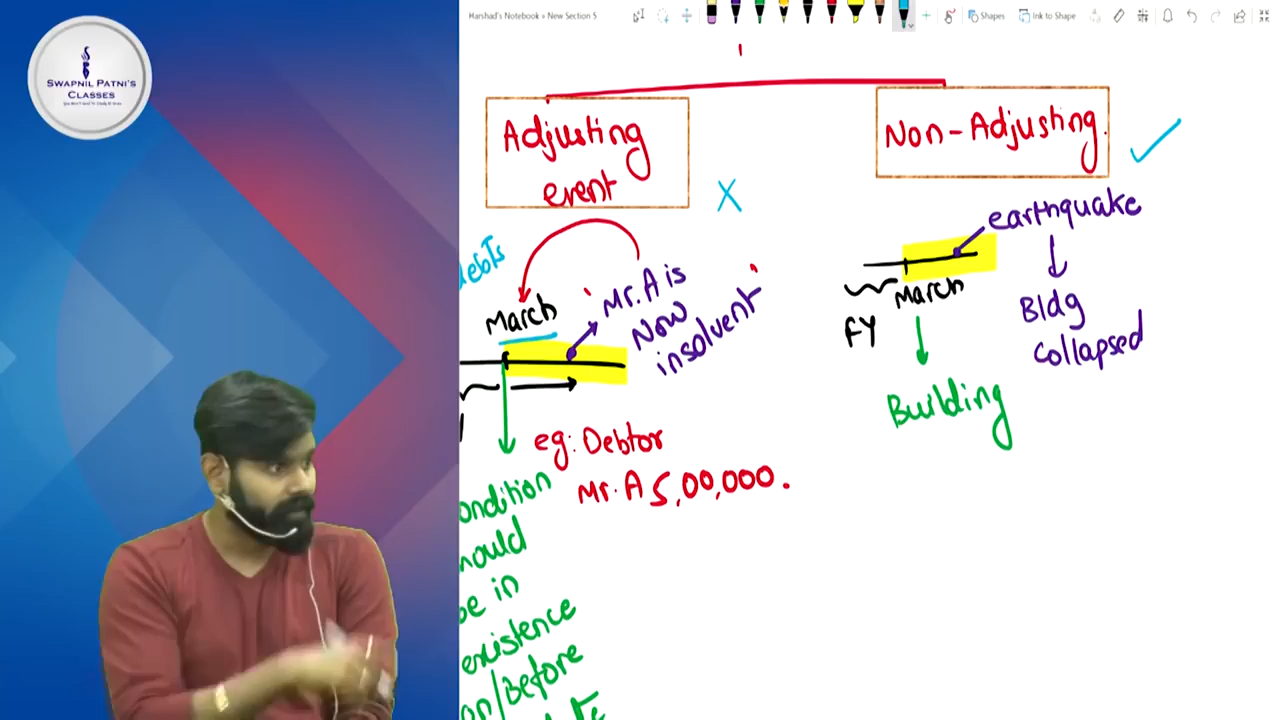 Harshad's Notebook » New Section 5
Shapes
Ink to Shape
SWAPNIL PATNI'S
CLASSES
Adjusting
event
Non-Adjusting.
earthquake
Bldg
collapsed
March
FY
Building
debts
March
Mr. A is
Now
insolvent
eg: Debtor
Mr. A 5,00,000.
ondition
hould
be in
existence
on/Before